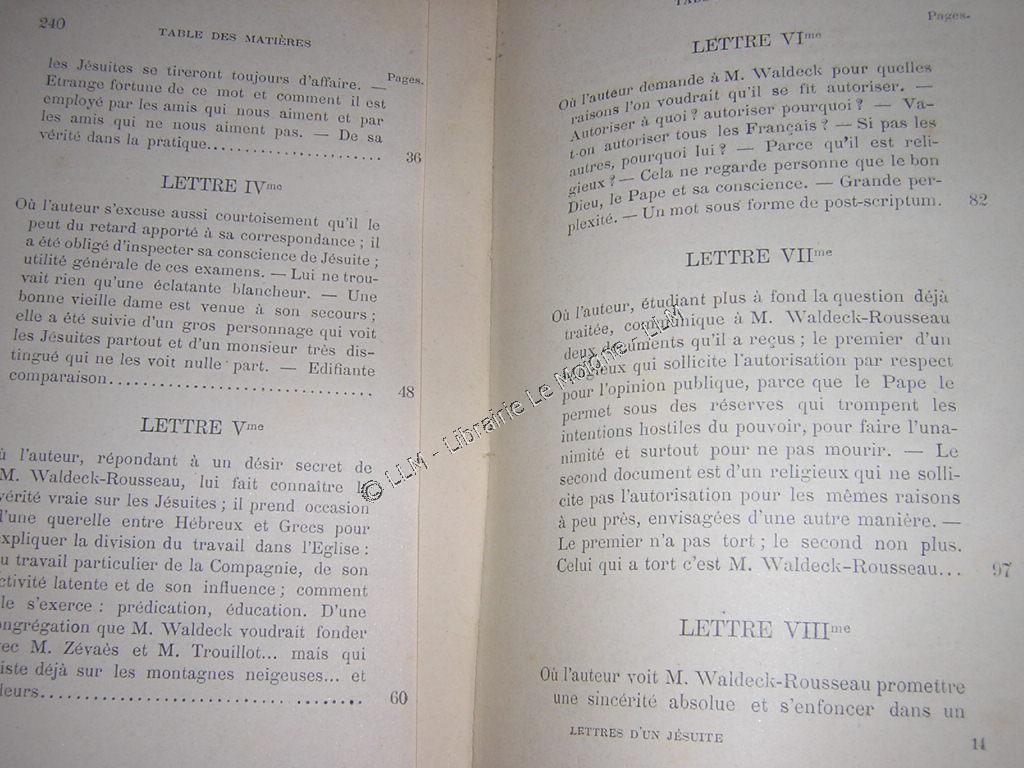 240
TABLE DES MATIÈRES
Pages.
les Jésuites se tireront toujours d'affaire. —
Etrange fortune de ce mot et comment il est
employé par les amis qui nous aiment et par
les amis qui ne nous aiment pas. — De sa
vérité dans la pratique........................ 36
LETTRE IVme
Où l'auteur s'excuse aussi courtoisement qu'il le
peut du retard apporté à sa correspondance ; il
a été obligé d'inspecter sa conscience de Jésuite ;
utilité générale de ces examens. — Lui ne trou-
vait rien qu'une éclatante blancheur. — Une
bonne vieille dame est venue à son secours ;
elle a été suivie d'un gros personnage qui voit
les Jésuites partout et d'un monsieur très dis-
tingué qui ne les voit nulle part. — Edifiante
comparaison.............................. 48
LETTRE Vme
ù l'auteur, répondant à un désir secret de
M. Waldeck-Rousseau, lui fait connaître la
vérité vraie sur les Jésuites ; il prend occasion
d'une querelle entre Hébreux et Grecs pour
expliquer la division du travail dans l'Eglise :
u travail particulier de la Compagnie, de son
ctivité latente et de son influence ; comment
lle s'exerce : prédication, éducation. D'une
ongrégation que M. Waldeck voudrait fonder
vec M. Zévaès et M. Trouillot... mais qui
iste déjà sur les montagnes neigeuses... et
lleurs.................................... 60
Pages.
LETTRE VIme
Où l'auteur demande à M. Waldeck pour quelles
raisons l'on voudrait qu'il se fit autoriser. —
Autoriser à quoi ? autoriser pourquoi ? — Va-
t-on autoriser tous les Français ? — Si pas les
autres, pourquoi lui ? — Parce qu'il est reli-
gieux ? — Cela ne regarde personne que le bon
Dieu, le Pape et sa conscience. — Grande per-
plexité. — Un mot sous forme de post-scriptum. 82
LETTRE VIIme
Où l'auteur, étudiant plus à fond la question déjà
traitée, communique à M. Waldeck-Rousseau
deux documents qu'il a reçus ; le premier d'un
religieux qui sollicite l'autorisation par respect
pour l'opinion publique, parce que le Pape le
permet sous des réserves qui trompent les
intentions hostiles du pouvoir, pour faire l'una-
nimité et surtout pour ne pas mourir. — Le
second document est d'un religieux qui ne solli-
cite pas l'autorisation pour les mêmes raisons
à peu près, envisagées d'une autre manière. —
Le premier n'a pas tort ; le second non plus.
Celui qui a tort c'est M. Waldeck-Rousseau... 97
LETTRE VIIIme
Où l'auteur voit M. Waldeck-Rousseau promettre
une sincérité absolue et s'enfoncer dans un
LETTRES D'UN JÉSUITE
14
© LLM - Librairie Le Moione - LLM